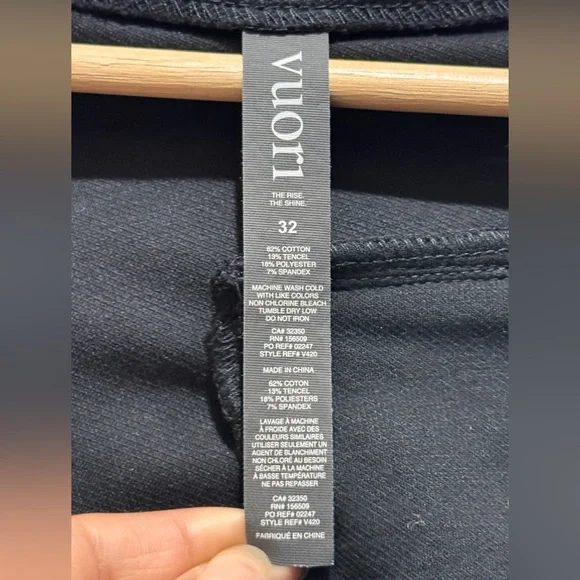 vuori
THE RISE.
THE SHINE.
32
62% COTTON
13% TENCEL
18% POLYESTER
7% SPANDEX
MACHINE WASH COLD
WITH LIKE COLORS
NON CHLORINE BLEACH
TUMBLE DRY LOW
DO NOT IRON
CA# 32350
RN# 156509
PO REF# 02247
STYLE REF# V420
MADE IN CHINA
62% COTON
13% TENCEL
18% POLIESTERS
7% SPANDEX
LAVAGE À MACHINE
À FROIDE AVEC DES
COULEURS SIMILAIRES
UTILISER SEULEMENT UN
AGENT DE BLANCHIMENT
NON CHLORÉ AU BESOIN
SÉCHER À LA MACHINE
À BASSE TEMPÉRATURE
NE PAS REPASSER
CA# 32350
RN# 156509
PO REF# 02247
STYLE REF# V420
FABRIQUÉ EN CHINE